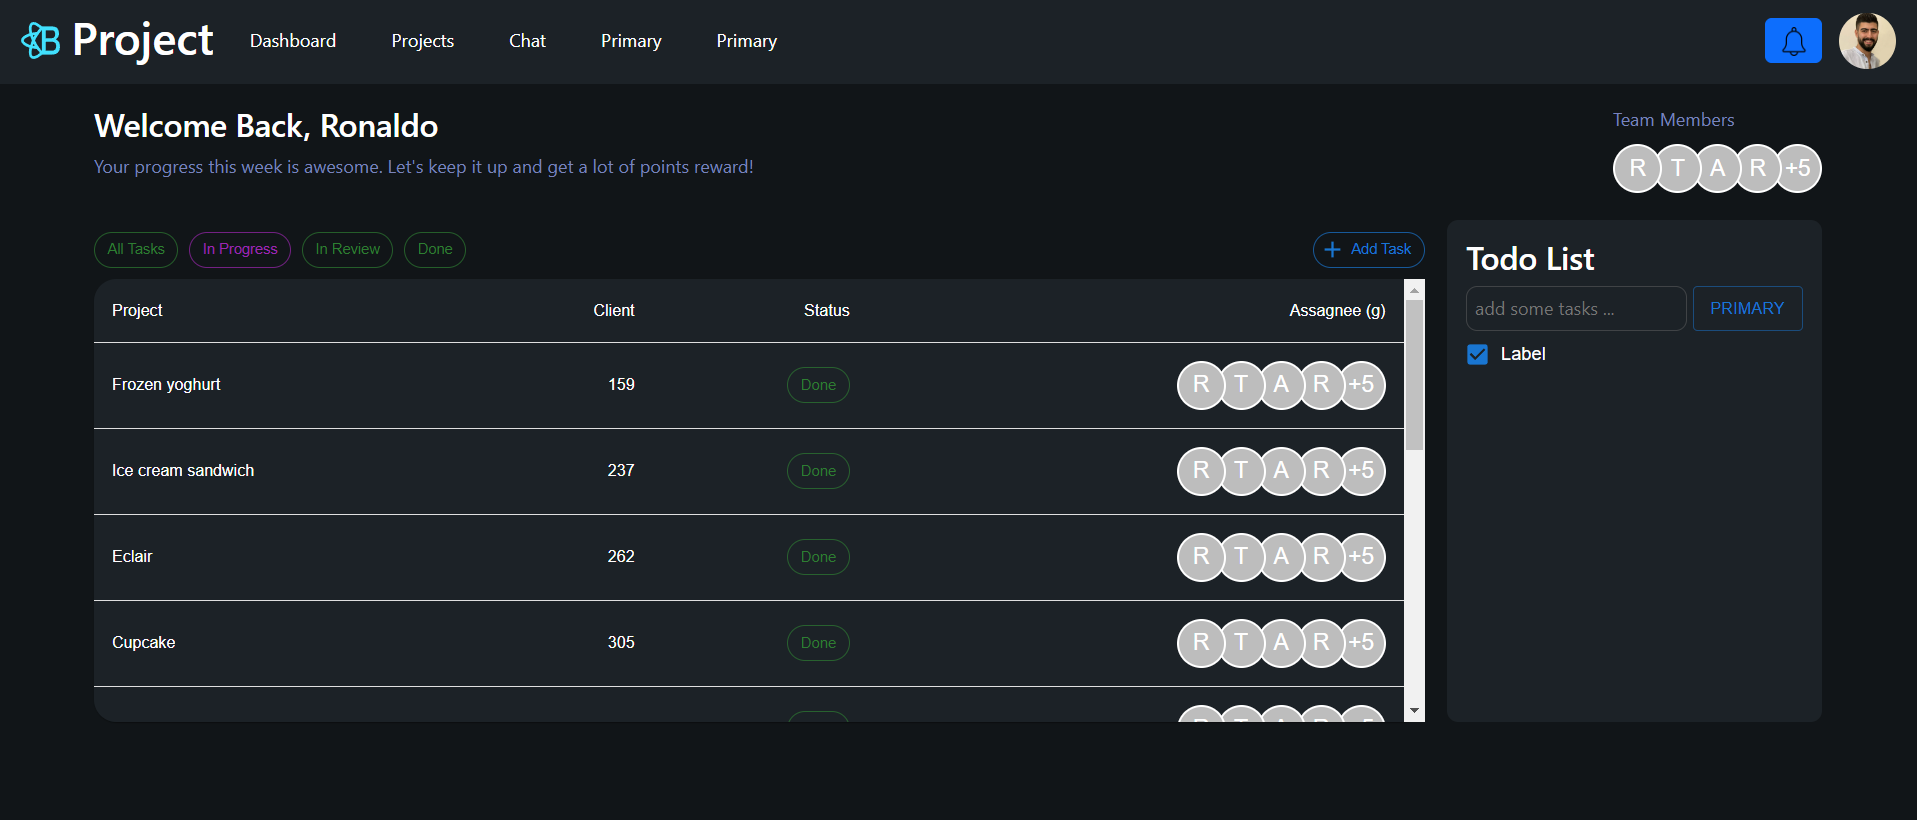 B Project Dashboard Projects Chat Primary Primary
Welcome Back, Ronaldo
Your progress this week is awesome. Let's keep it up and get a lot of points reward!
Team Members
R T A R +5
All Tasks In Progress In Review Done
Add Task
Project Client Status Assagnee (g)
Frozen yoghurt 159 Done R T A R +5
Ice cream sandwich 237 Done R T A R +5
Eclair 262 Done R T A R +5
Cupcake 305 Done R T A R +5
Todo List
add some tasks ... PRIMARY
Label